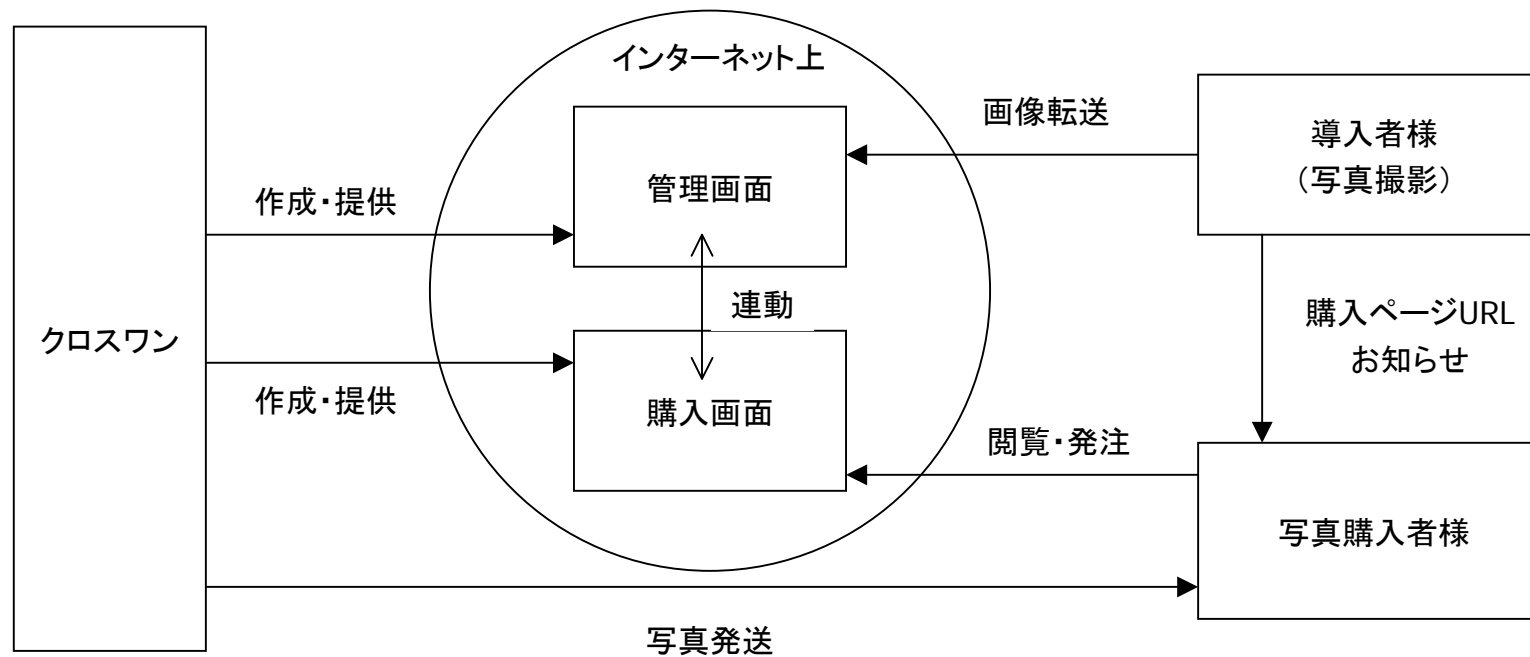 インターネット上
画像転送
導入者様
（写真撮影）
管理画面
作成・提供
連動
購入ページURL
お知らせ
クロスワン
作成・提供
購入画面
閲覧・発注
写真購入者様
写真発送